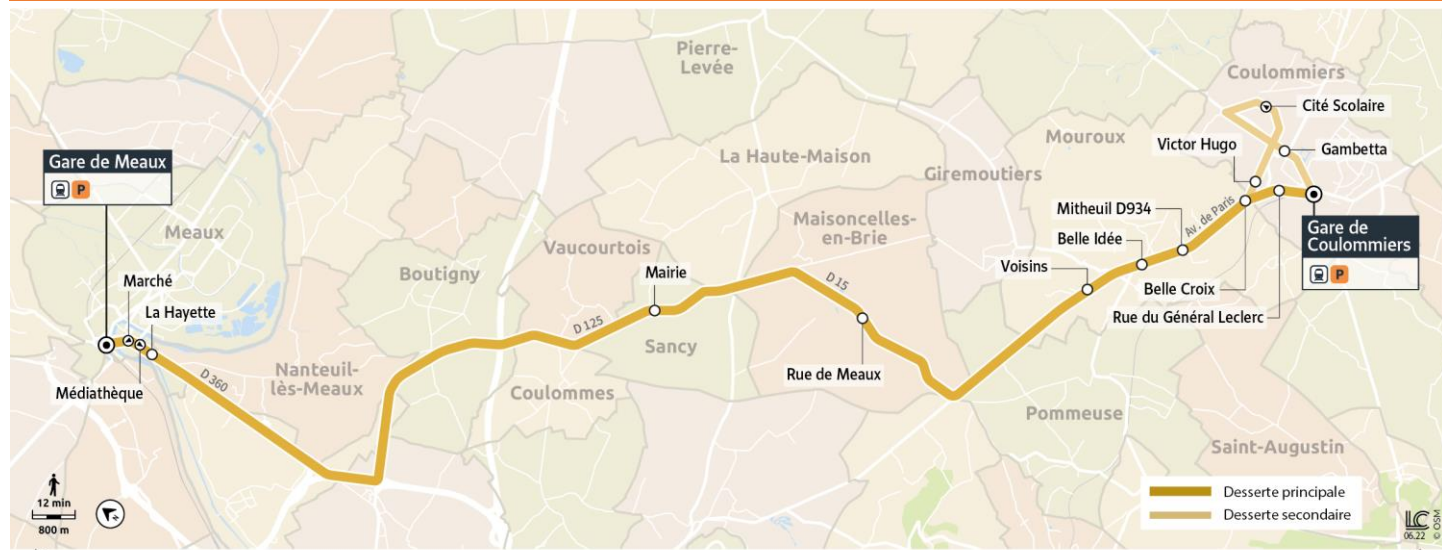 Pierre-
Levée
Coulommiers
Cité Scolaire
Mouroux
Victor Hugo
Gambetta
Gare de Meaux
P
La Haute-Maison
Giremoutiers
Mitheuil D934
Av. de Paris
Gare de
Coulommiers
P
Meaux
Maisoncelles-
en-Brie
Belle Idée
Vaucourtois
Boutigny
Mairie
Voisins
Marché
D 15
Belle Croix
La Hayette
Rue du Général Leclerc
D 125
Sancy
Nanteuil-
lès-Meaux
Rue de Meaux
D 360
Médiathèque
Coulommes
Pommeuse
Saint-Augustin
12 min
800 m
Desserte principale
Desserte secondaire
LC
06.22
© OSM